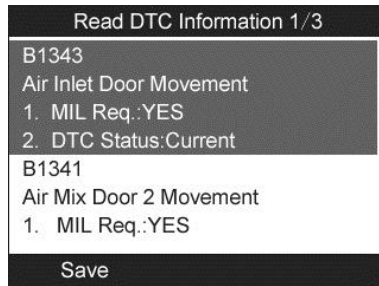 Read DTC Information 1/3
B1343
Air Inlet Door Movement
1. MIL Req.:YES
2. DTC Status:Current
B1341
Air Mix Door 2 Movement
1. MIL Req.:YES
Save